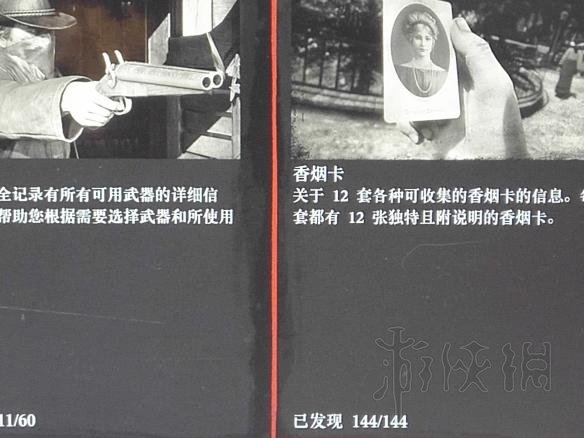 全记录有所有可用武器的详细信
帮助您根据需要选择武器和所使用
11/60
香烟卡
关于 12 套各种可收集的香烟卡的信息。每
套都有 12 张独特且附说明的香烟卡。
已发现 144/144
游侠网